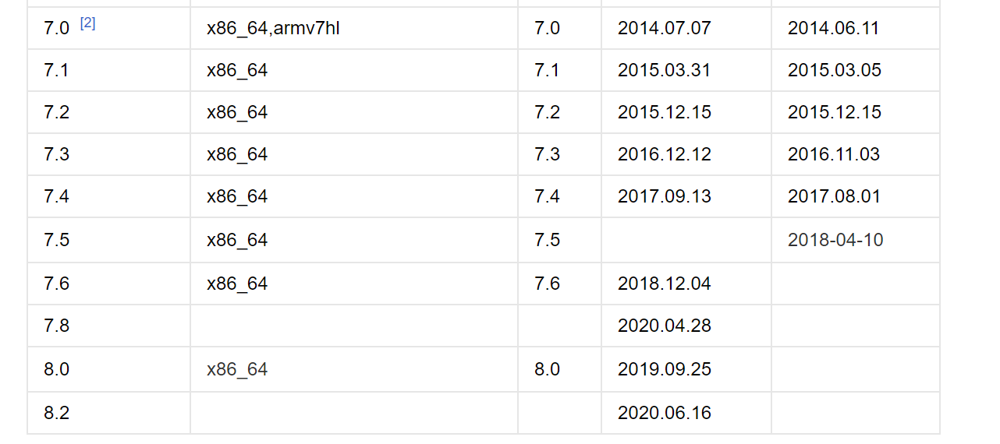 7.0 [2] x86_64,armv7hl 7.0 2014.07.07 2014.06.11
7.1 x86_64 7.1 2015.03.31 2015.03.05
7.2 x86_64 7.2 2015.12.15 2015.12.15
7.3 x86_64 7.3 2016.12.12 2016.11.03
7.4 x86_64 7.4 2017.09.13 2017.08.01
7.5 x86_64 7.5 2018-04-10
7.6 x86_64 7.6 2018.12.04
7.8 2020.04.28
8.0 x86_64 8.0 2019.09.25
8.2 2020.06.16